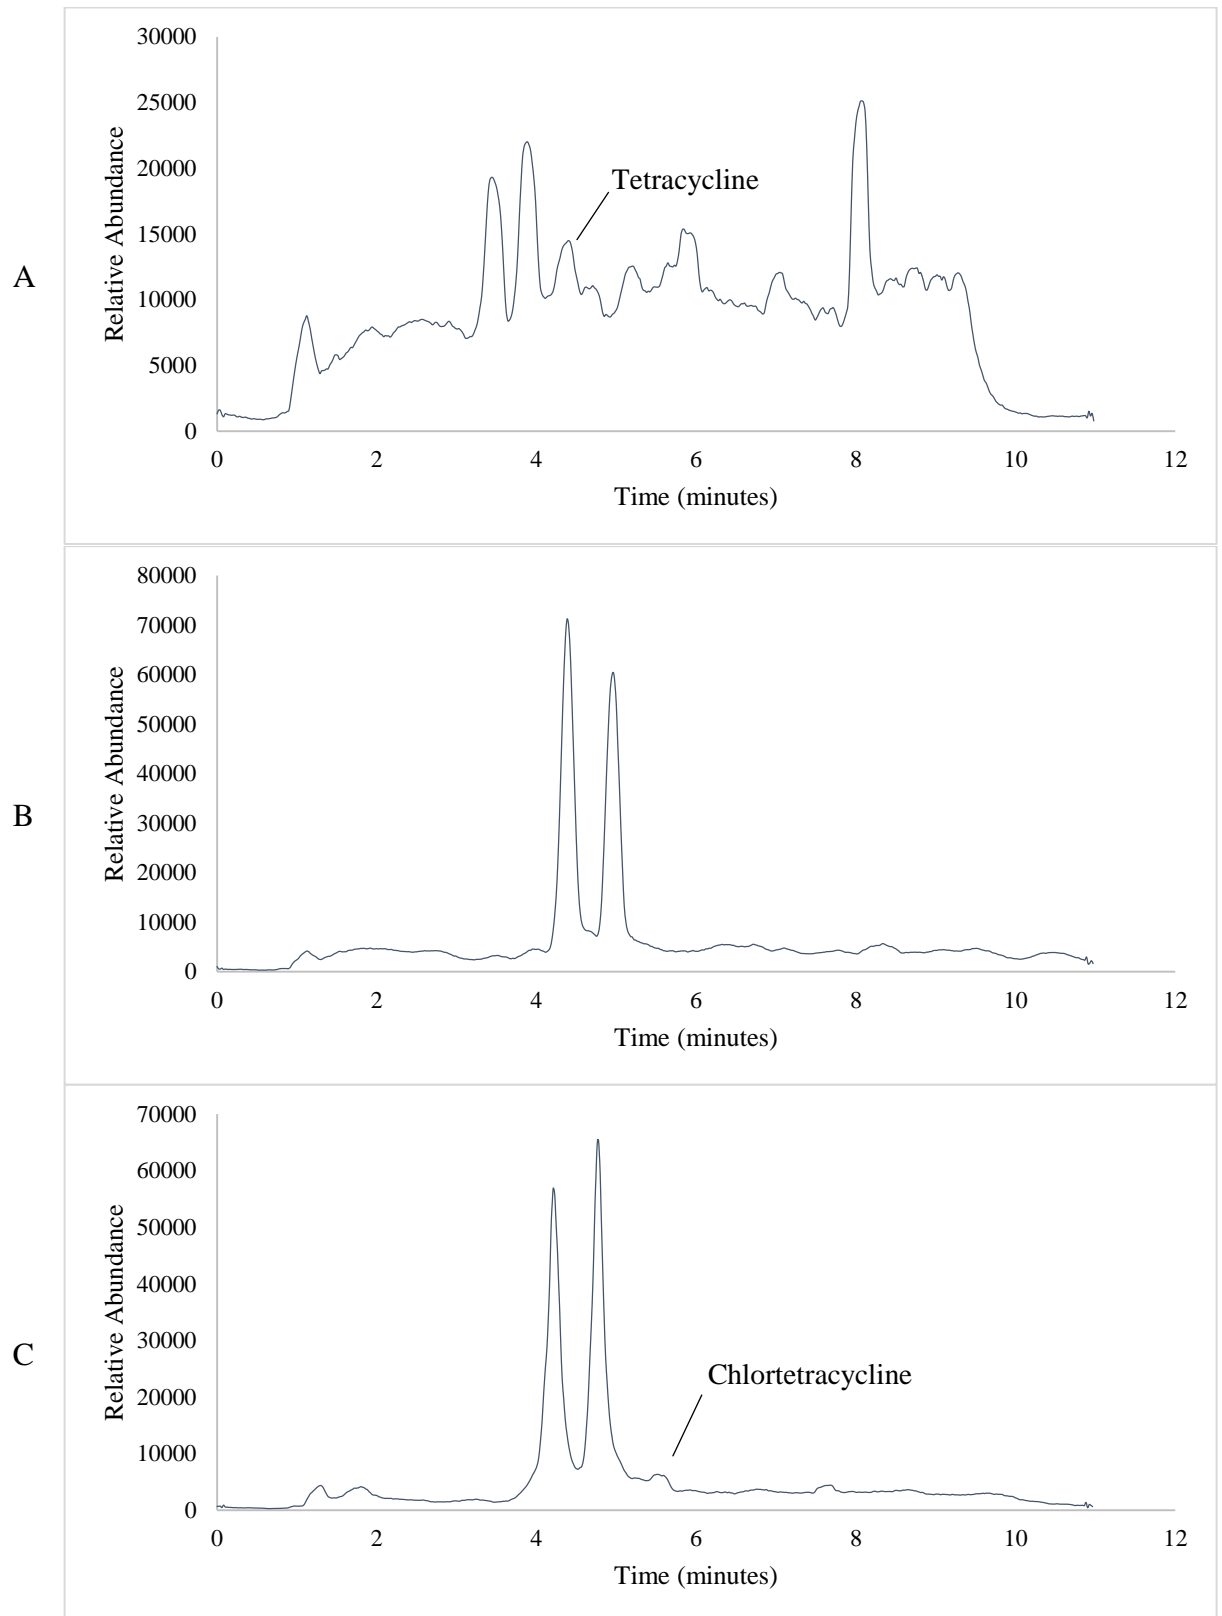 A
Relative Abundance
30000
25000
20000
15000
10000
5000
0
Tetracycline
0 2 4 6 8 10 12
Time (minutes)
B
Relative Abundance
80000
70000
60000
50000
40000
30000
20000
10000
0
0 2 4 6 8 10 12
Time (minutes)
C
Relative Abundance
70000
60000
50000
40000
30000
20000
10000
0
Chlortetracycline
0 2 4 6 8 10 12
Time (minutes)